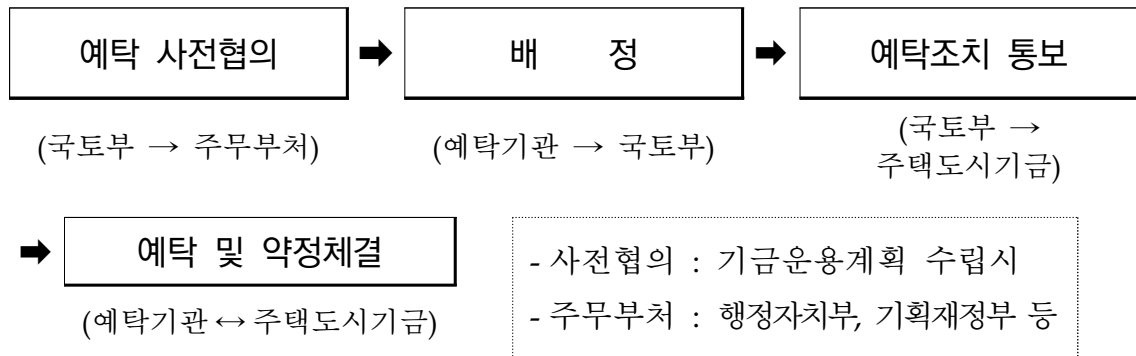 예탁 사전협의 ➡ 배 정 ➡ 예탁조치 통보
(국토부 → 주무부처) (예탁기관 → 국토부) (국토부 →
주택도시기금)
➡ 예탁 및 약정체결
(예탁기관 ↔ 주택도시기금)
- 사전협의 : 기금운용계획 수립시
- 주무부처 : 행정자치부, 기획재정부 등